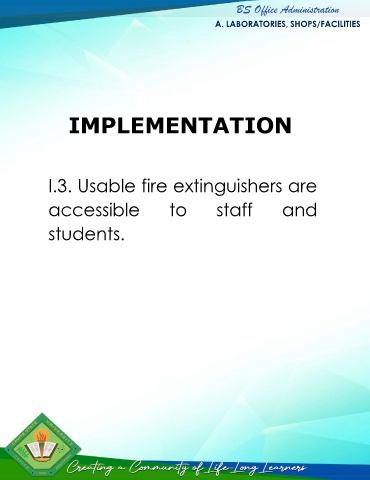 BS Office Administration
A. LABORATORIES, SHOPS/FACILITIES
IMPLEMENTATION
I.3. Usable fire extinguishers are
accessible to staff and
students.
Creating a Community of Life-Long Learners